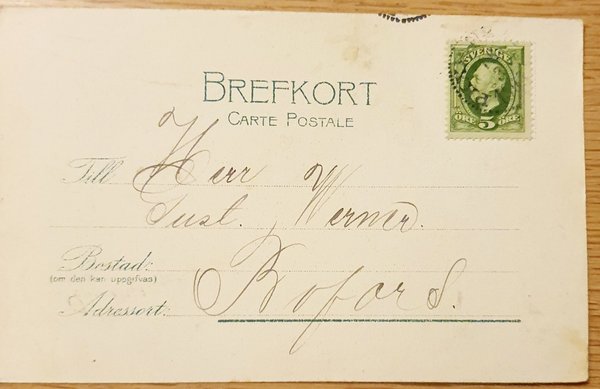 SVERIGE
BREFKORT
CARTE POSTALE
ÖRE 5 ÖRE
Till Herr
Gust. Werner.
Bostad:
(om den kan uppgifvas)
Adressort: Bofors.